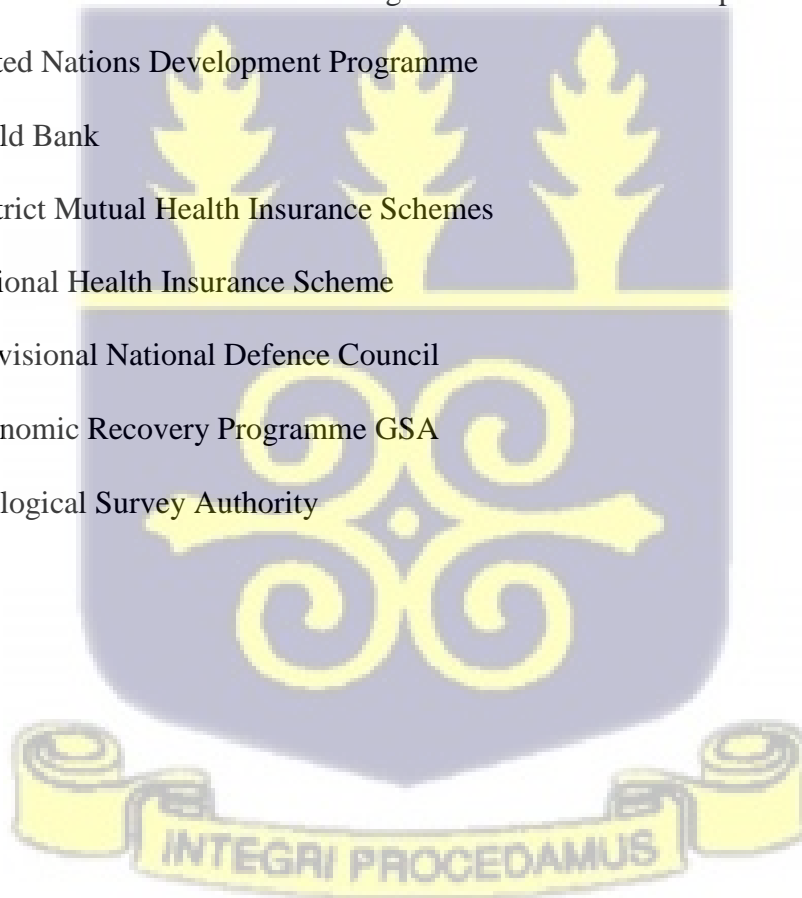 ted Nations Development Programme
ld Bank
trict Mutual Health Insurance Schemes
ional Health Insurance Scheme
visional National Defence Council
nomic Recovery Programme GSA
logical Survey Authority
INTEGRI PROCEDAMUS